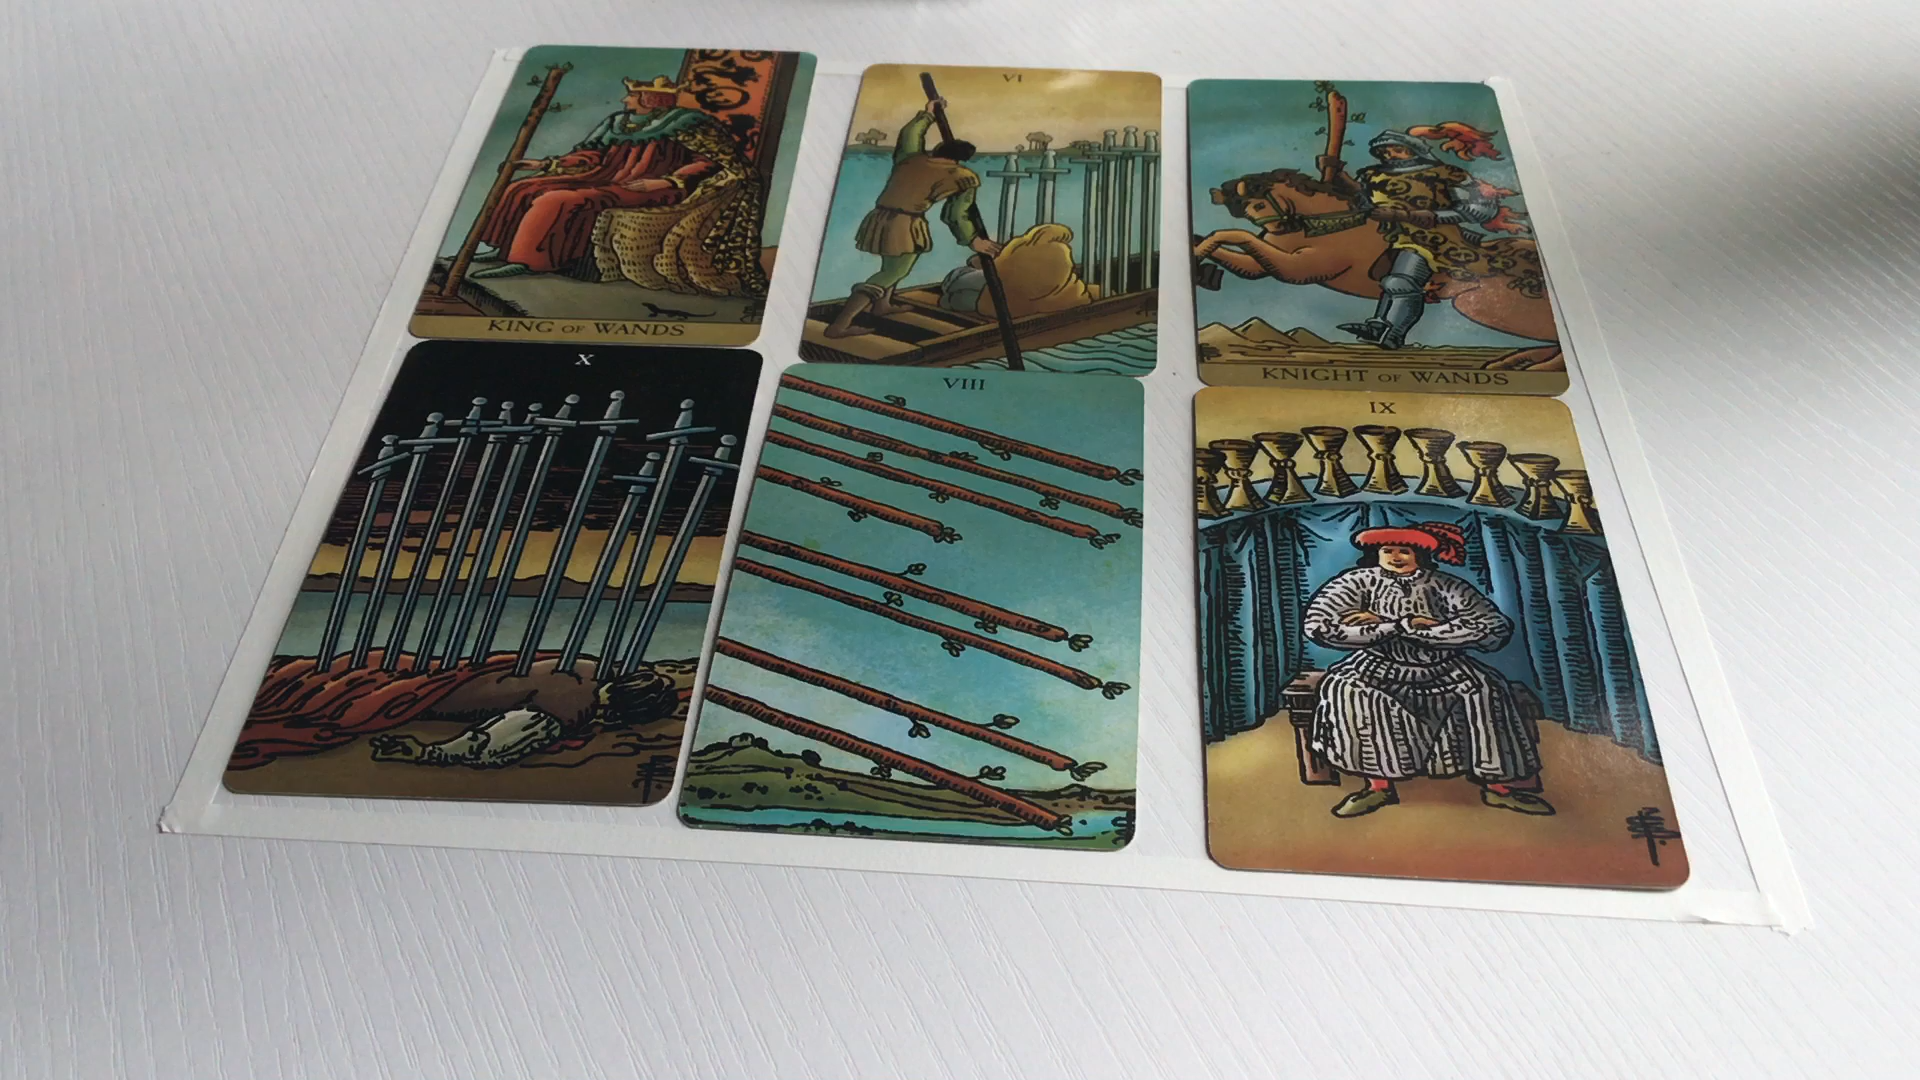 VI
KING OF WANDS
KNIGHT OF WANDS
X
VIII
IX